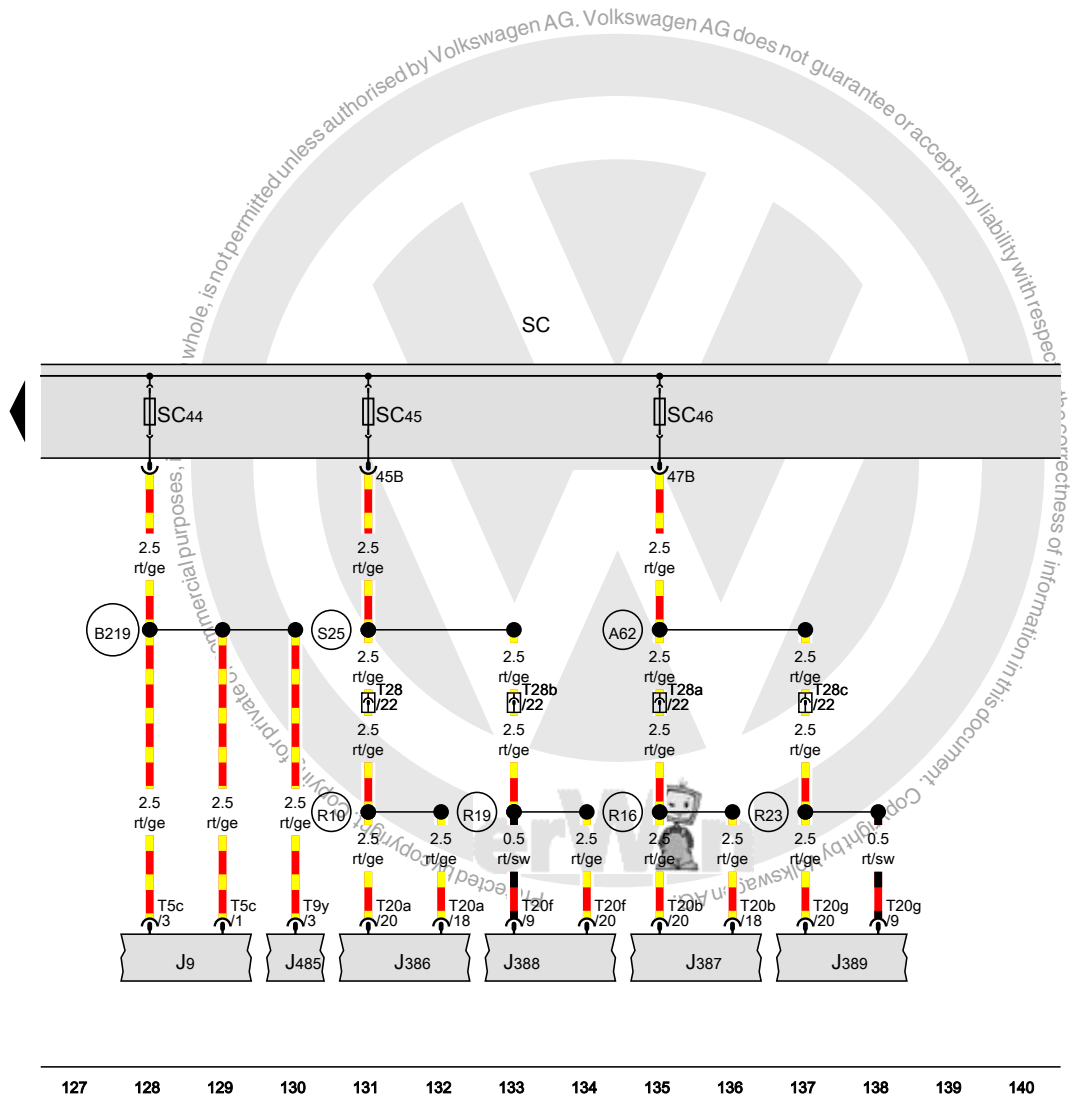 whole, is not permitted unless authorised by Volkswagen AG. Volkswagen AG does not guarantee or accept any liability with respec
the correctness of information in this document. Copyright by Volkswagen AG.
ommercial purposes,
for private
Copying
copyright.
SC
SC44 SC45 SC46
45B 47B
2.5 2.5 2.5
rt/ge rt/ge rt/ge
B219 S25 A62
2.5 2.5 2.5 2.5
rt/ge rt/ge rt/ge rt/ge
T28 T28b T28a T28c
/22 /22 /22 /22
2.5 2.5 2.5 2.5
rt/ge rt/ge rt/ge rt/ge
2.5 2.5 2.5
rt/ge rt/ge rt/ge
R10 R19 R16 R23
2.5 2.5 0.5 2.5 2.5 2.5 2.5 0.5
rt/ge rt/ge rt/sw rt/ge rt/ge rt/ge rt/ge rt/sw
T5c T5c T9y T20a T20a T20f T20f T20b T20b T20g T20g
/3 /1 /3 /20 /18 /9 /20 /20 /18 /20 /9
J9 J485 J386 J388 J387 J389
127 128 129 130 131 132 133 134 135 136 137 138 139 140